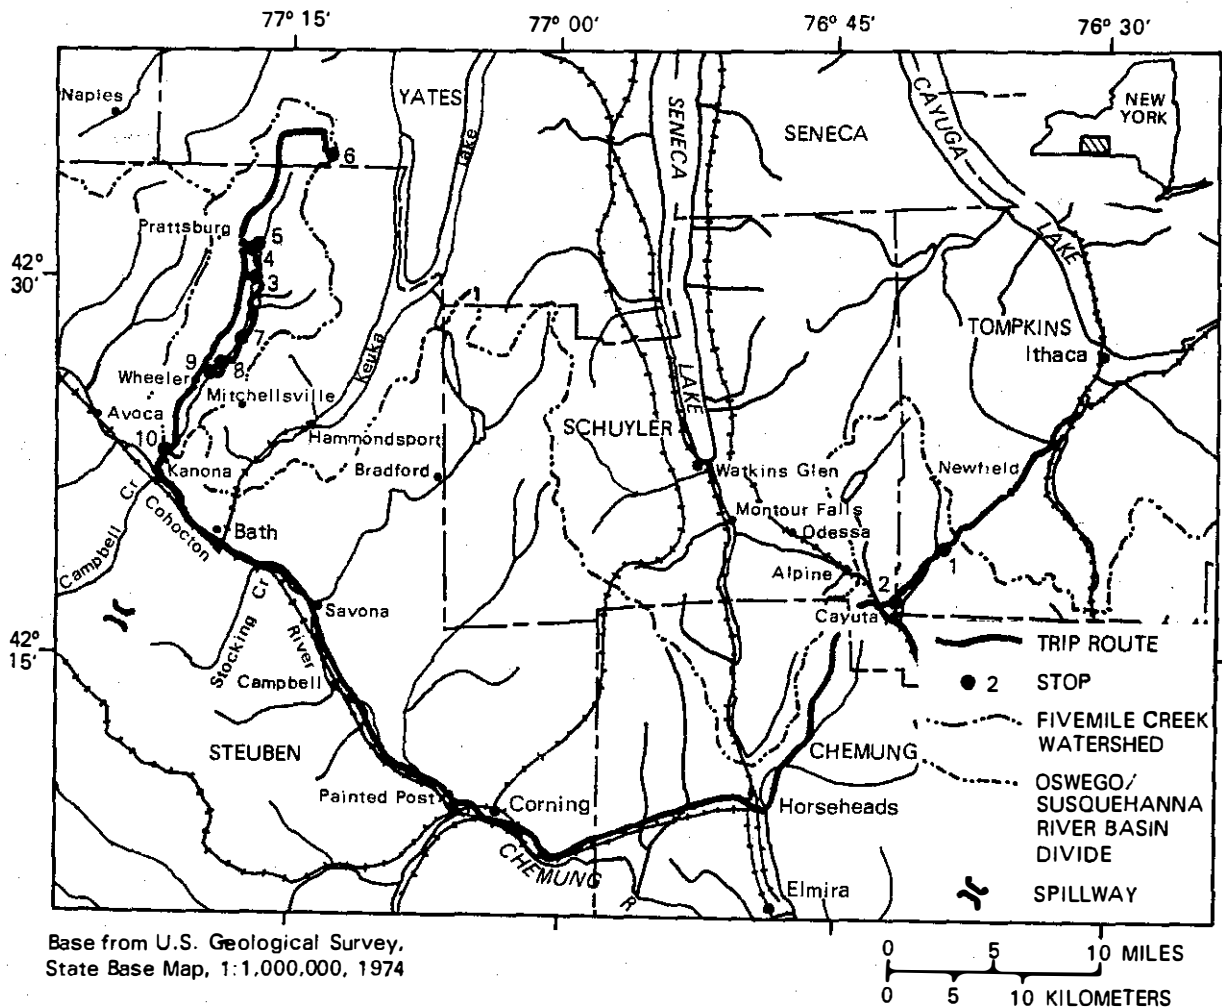 77° 15′
77° 00′
76° 45′
76° 30′
Naples
YATES
SENECA
SENECA
CAYUGA
NEW
YORK
lake
6
Prattsburg
5
4
3
LAKE
42°
30′
TOMPKINS
Ithaca
7
9
8
Wheeler
Keuka
LAKE
Mitchellsville
Avoca
10
Hammondsport
SCHUYLER
Kanona
Bradford
Watkins Glen
Newfield
Cr
Cohocton
Campbell
Bath
Montour Falls
Odessa
1
Alpine
2
Savona
Cayuta
Stocking Cr
River
42°
15′
Campbell
TRIP ROUTE
2 STOP
FIVEMILE CREEK
WATERSHED
STEUBEN
CHEMUNG
OSWEGO/
SUSQUEHANNA
RIVER BASIN
DIVIDE
Painted Post
Corning
Horseheads
CHEMUNG
R
Elmira
SPILLWAY
Base from U.S. Geological Survey,
State Base Map, 1:1,000,000, 1974
0 5 10 MILES
0 5 10 KILOMETERS